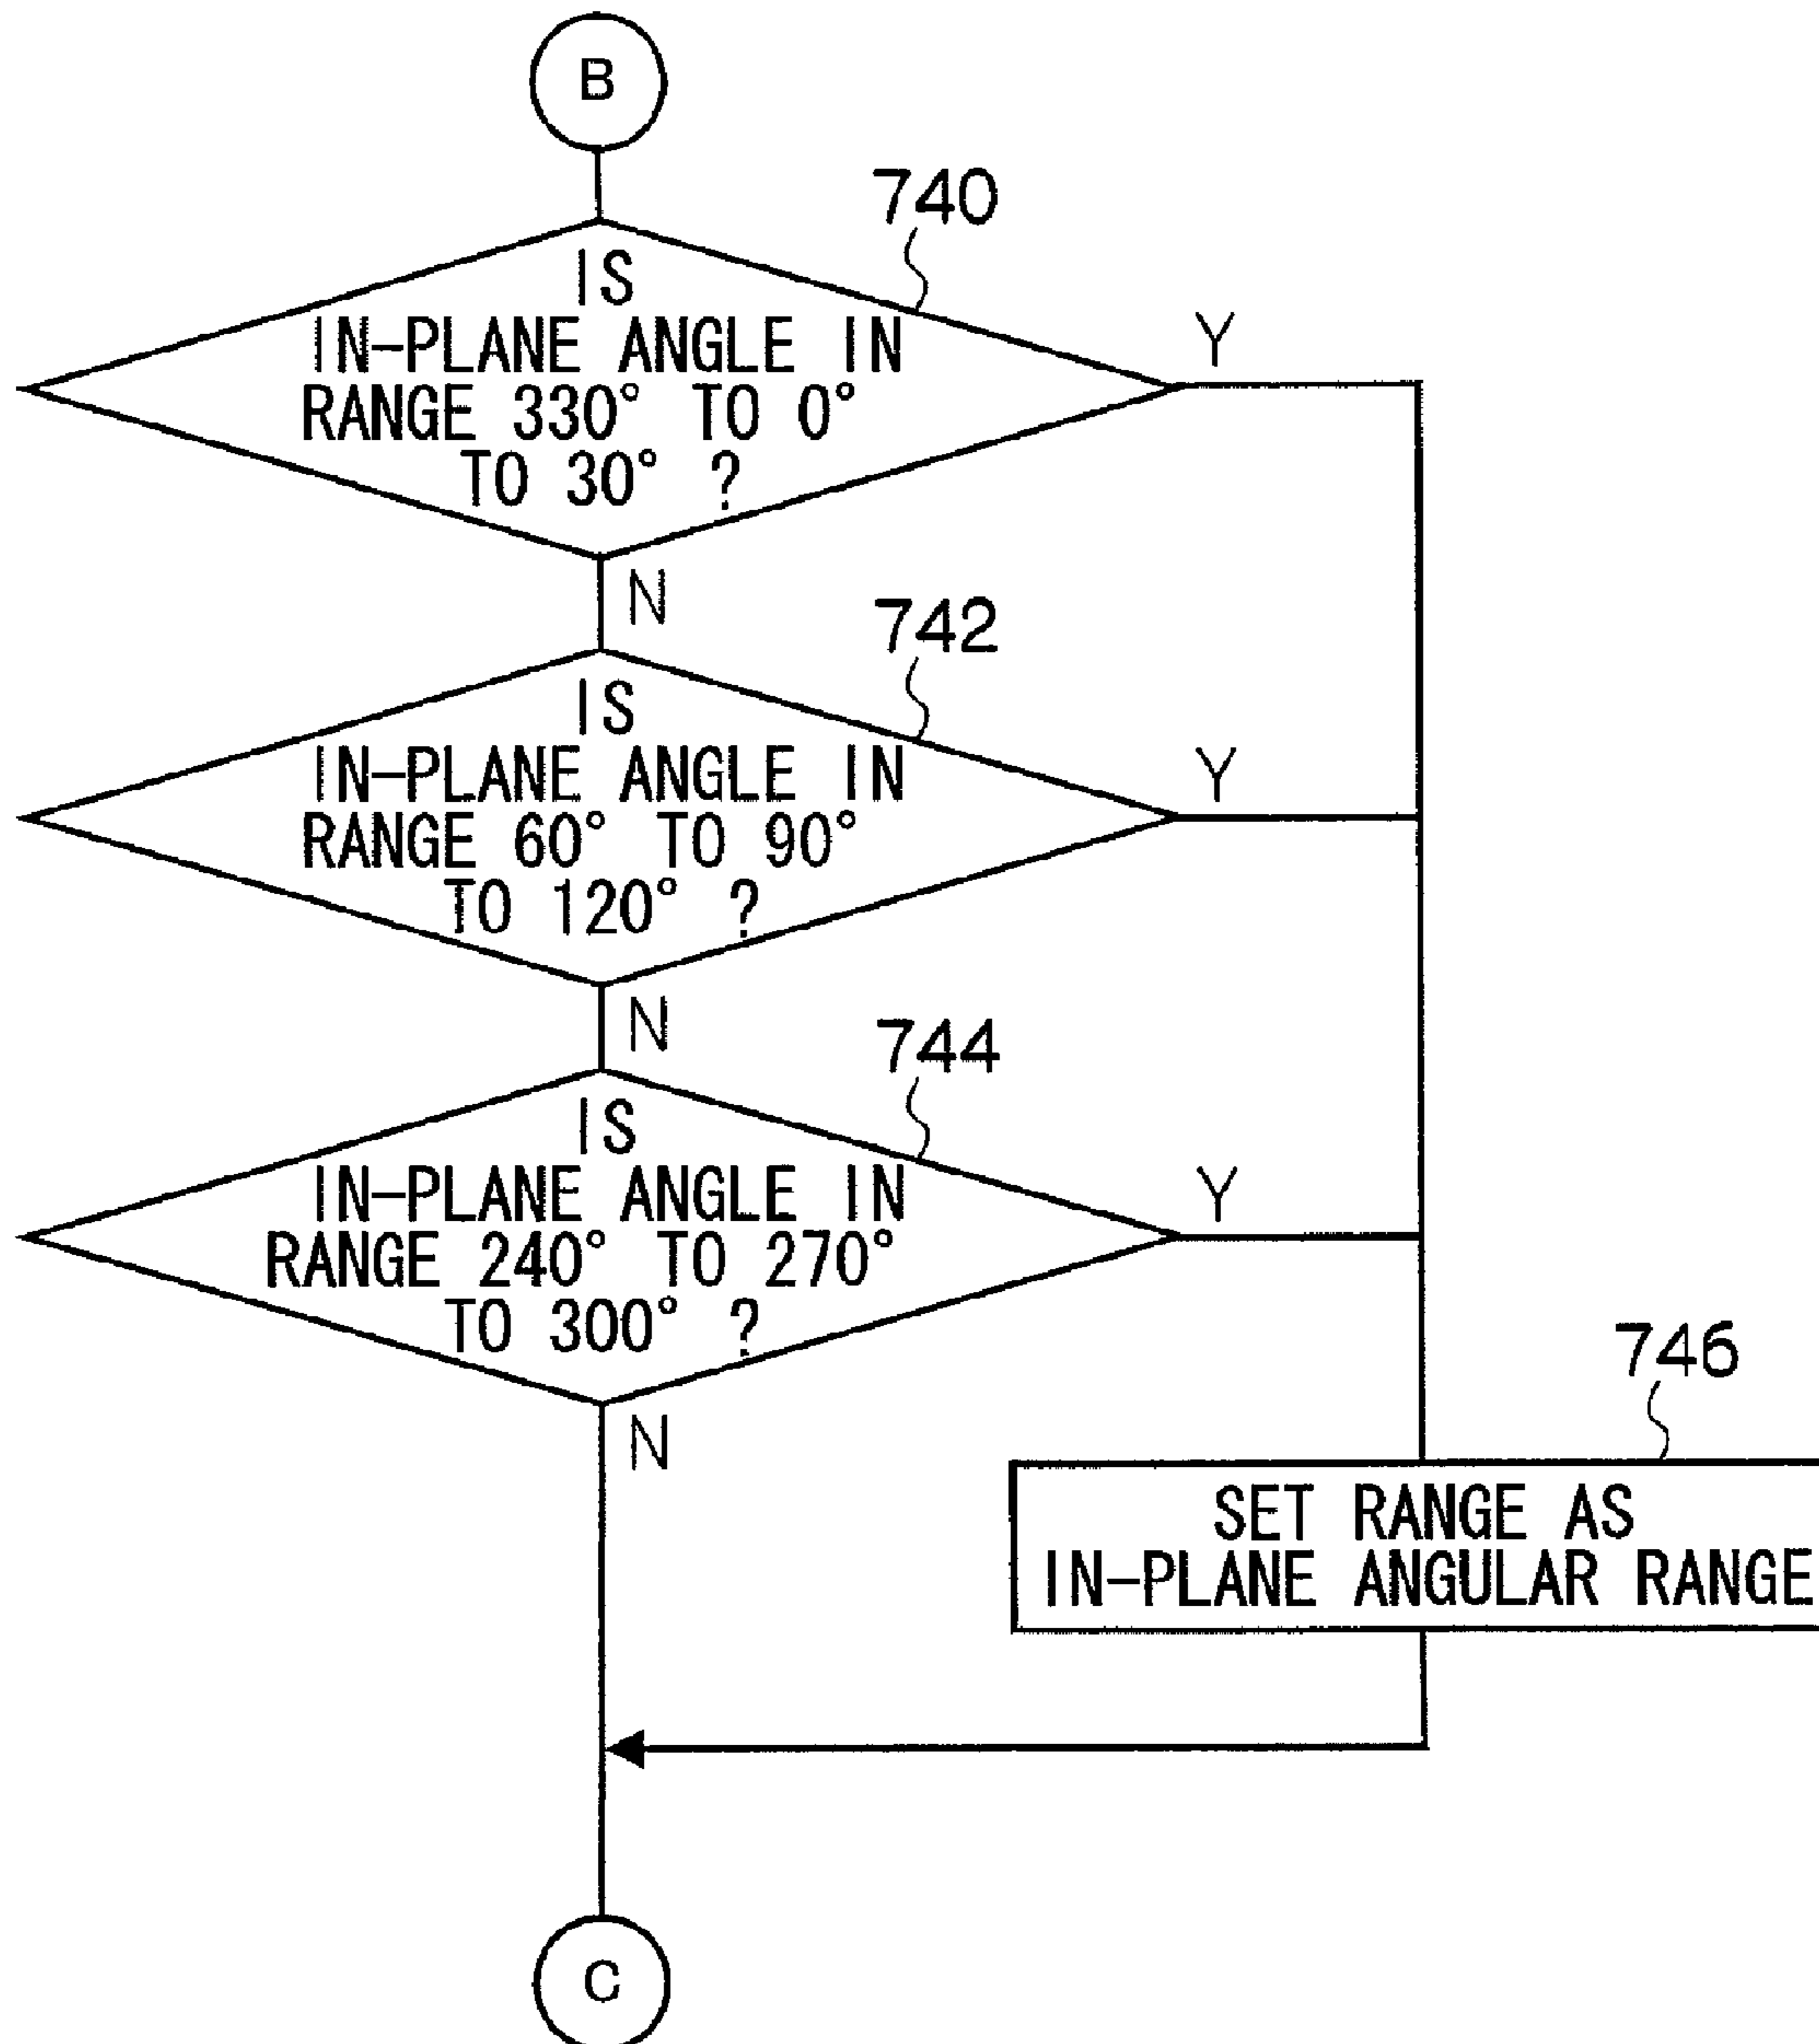 B
740
IS
IN-PLANE ANGLE IN
RANGE 330° TO 0°
TO 30° ?
Y
N
742
IS
IN-PLANE ANGLE IN
RANGE 60° TO 90°
TO 120° ?
Y
N
744
IS
IN-PLANE ANGLE IN
RANGE 240° TO 270°
TO 300° ?
Y
N
746
SET RANGE AS
IN-PLANE ANGULAR RANGE
C